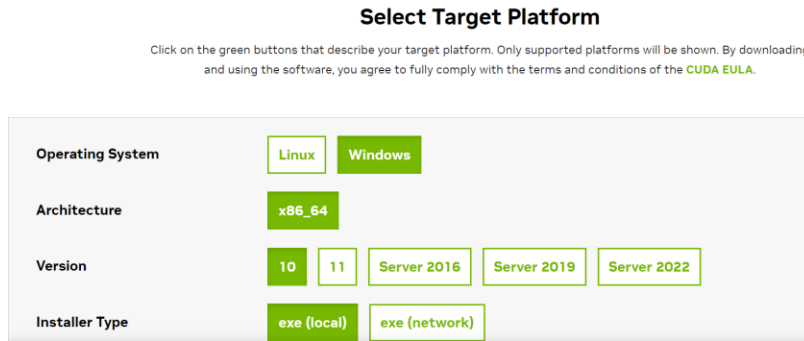 Select Target Platform
Click on the green buttons that describe your target platform. Only supported platforms will be shown. By downloading
and using the software, you agree to fully comply with the terms and conditions of the CUDA EULA.
Operating System Linux Windows
Architecture x86_64
Version 10 11 Server 2016 Server 2019 Server 2022
Installer Type exe (local) exe (network)